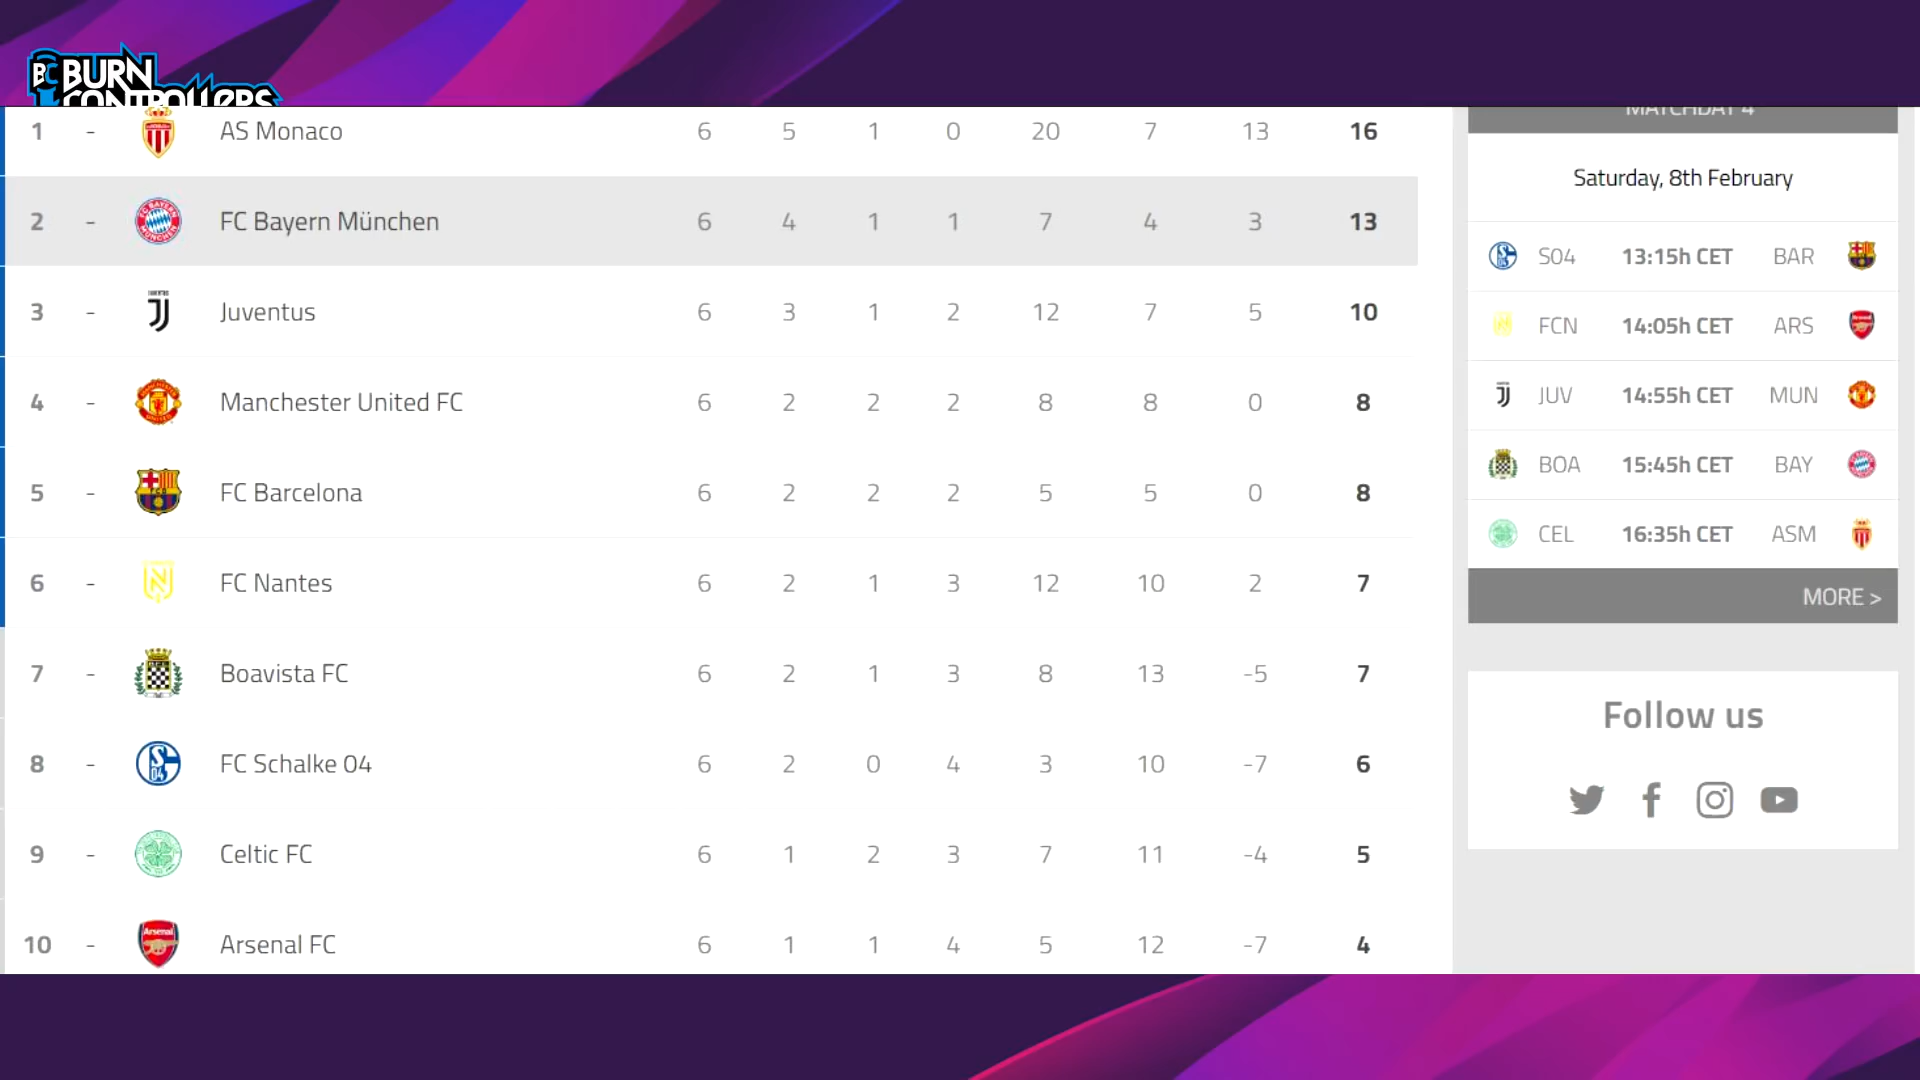 BC BURN
CONTROLLERS
1 - AS Monaco 6 5 1 0 20 7 13 16
2 - FC Bayern München 6 4 1 1 7 4 3 13
3 - Juventus 6 3 1 2 12 7 5 10
4 - Manchester United FC 6 2 2 2 8 8 0 8
5 - FC Barcelona 6 2 2 2 5 5 0 8
6 - FC Nantes 6 2 1 3 12 10 2 7
7 - Boavista FC 6 2 1 3 8 13 -5 7
8 - FC Schalke 04 6 2 0 4 3 10 -7 6
9 - Celtic FC 6 1 2 3 7 11 -4 5
10 - Arsenal FC 6 1 1 4 5 12 -7 4
MATCHDAY 4
Saturday, 8th February
S04 13:15h CET BAR
FCN 14:05h CET ARS
JUV 14:55h CET MUN
BOA 15:45h CET BAY
CEL 16:35h CET ASM
MORE >
Follow us